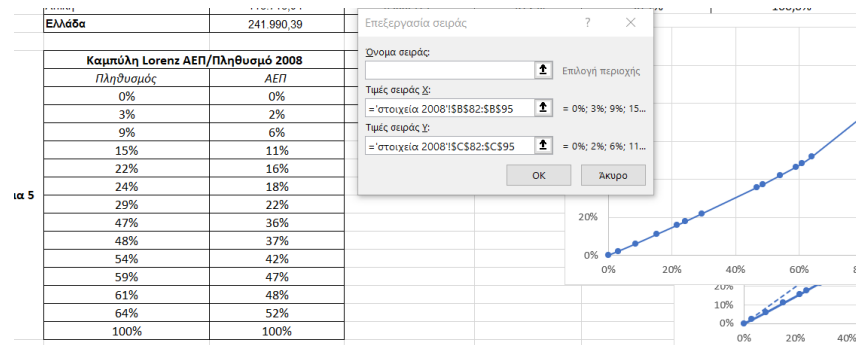 Ελλάδα 241.990,39
Καμπύλη Lorenz ΑΕΠ/Πληθυσμό 2008
Πληθυσμός ΑΕΠ
0% 0%
3% 2%
9% 6%
15% 11%
22% 16%
24% 18%
29% 22%
47% 36%
48% 37%
54% 42%
59% 47%
61% 48%
64% 52%
100% 100%
α 5
Επεξεργασία σειράς ? ×
Όνομα σειράς:
Επιλογή περιοχής
Τιμές σειράς X:
='στοιχεία 2008'!$B$82:$B$95 = 0%; 3%; 9%; 15...
Τιμές σειράς Y:
='στοιχεία 2008'!$C$82:$C$95 = 0%; 2%; 6%; 11...
OK Άκυρο
20%
0%
0% 20% 40% 60%
20%
10%
0%
0% 20% 40%